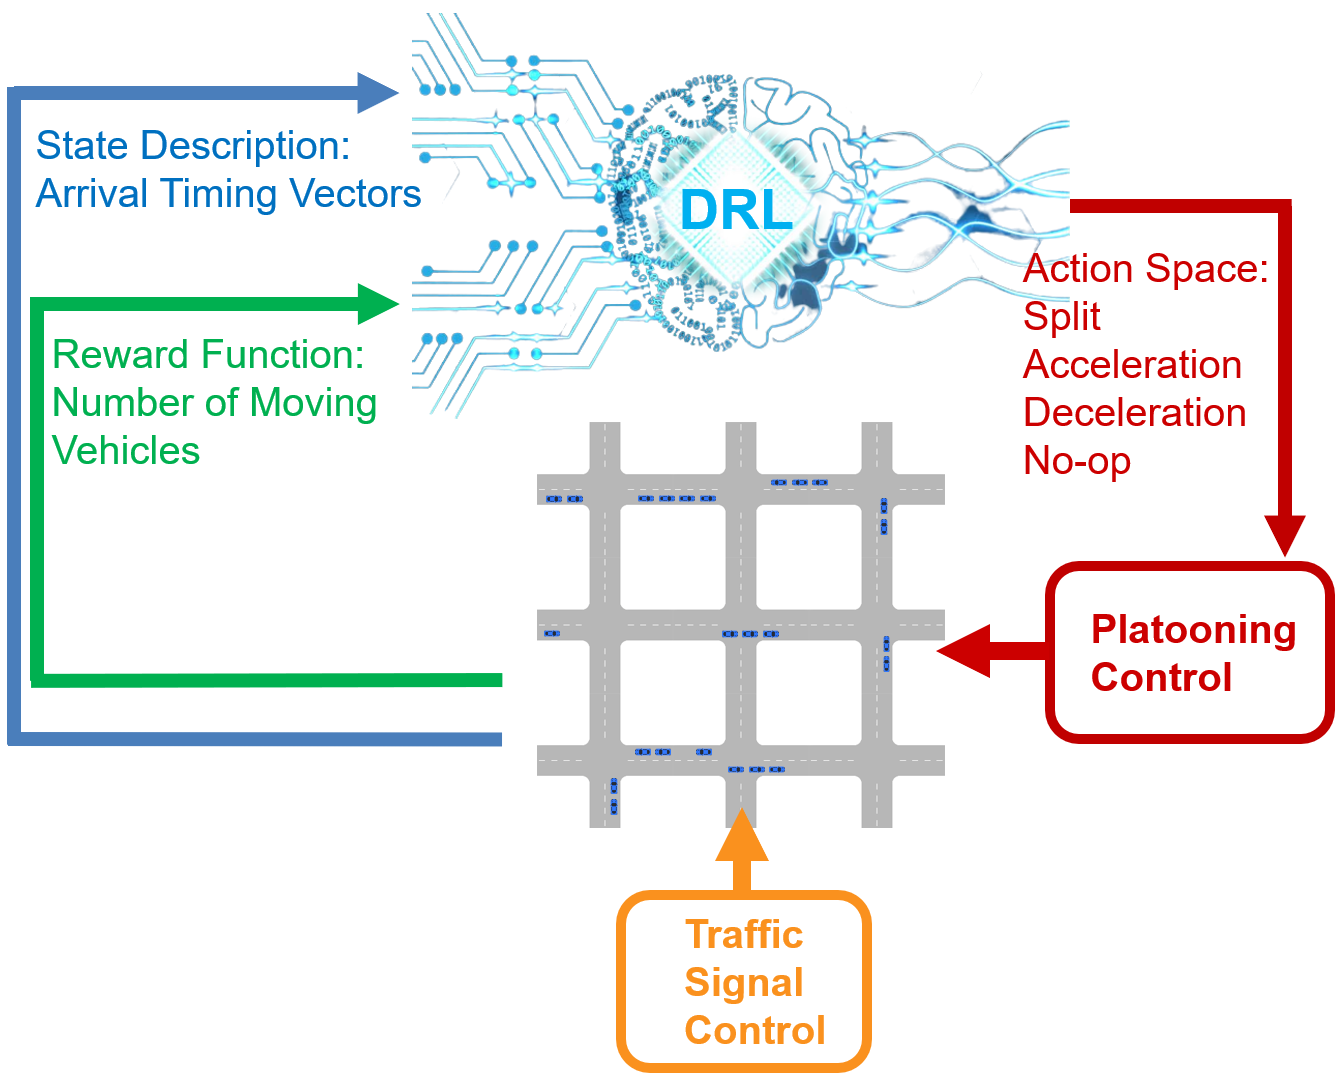 State Description:
Arrival Timing Vectors
DRL
Reward Function:
Number of Moving
Vehicles
Action Space:
Split
Acceleration
Deceleration
No-op
Platooning
Control
Traffic
Signal
Control